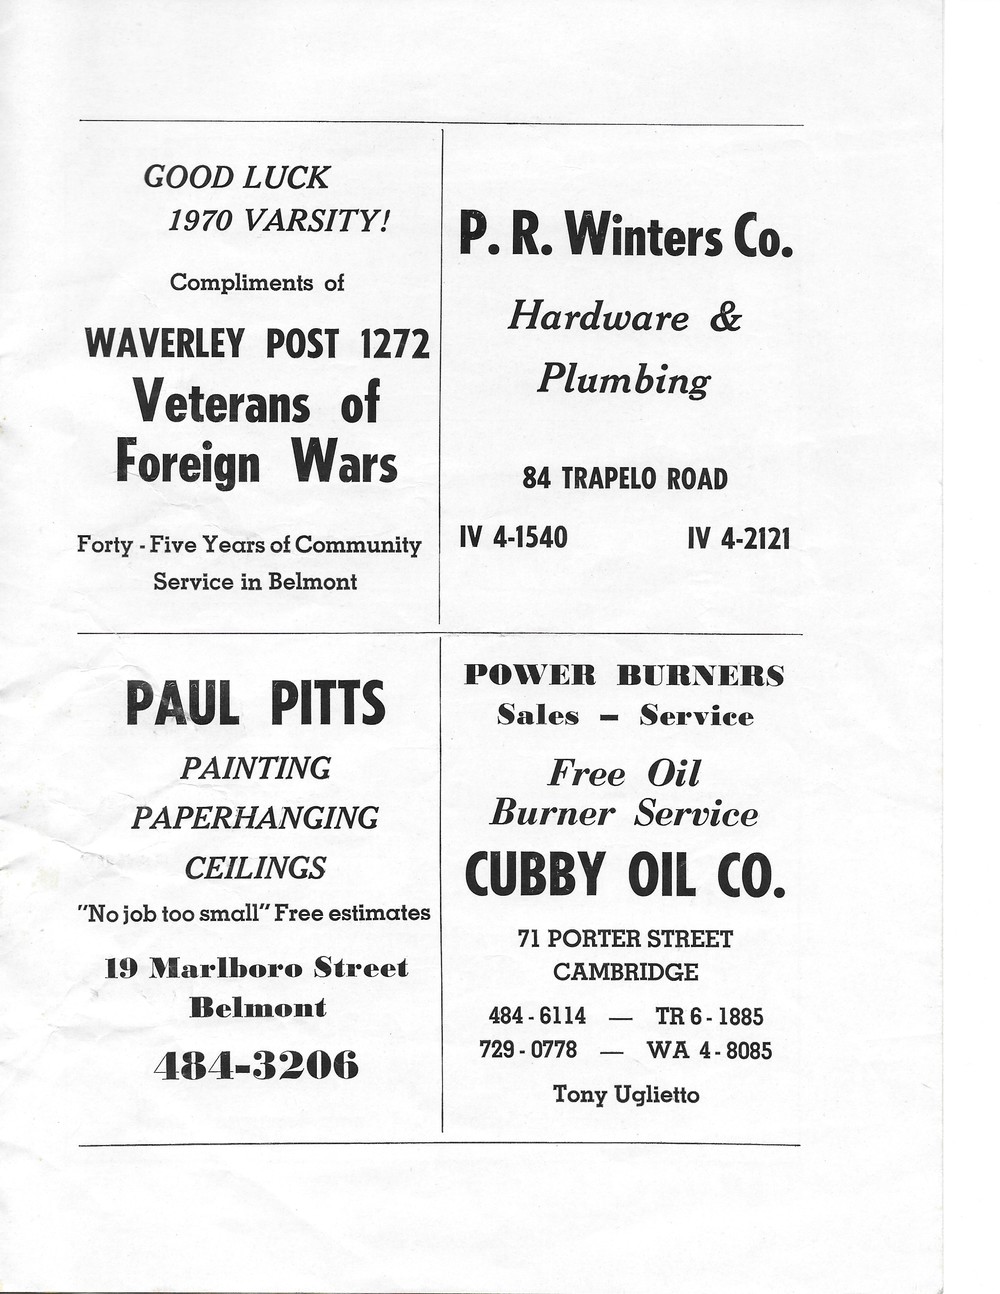 GOOD LUCK
1970 VARSITY!
Compliments of
WAVERLEY POST 1272
Veterans of
Foreign Wars
Forty - Five Years of Community
Service in Belmont
P. R. Winters Co.
Hardware &
Plumbing
84 TRAPELO ROAD
IV 4-1540 IV 4-2121
PAUL PITTS
PAINTING
PAPERHANGING
CEILINGS
"No job too small" Free estimates
19 Marlboro Street
Belmont
484-3206
POWER BURNERS
Sales – Service
Free Oil
Burner Service
CUBBY OIL CO.
71 PORTER STREET
CAMBRIDGE
484 - 6114 — TR 6 - 1885
729 - 0778 — WA 4 - 8085
Tony Uglietto